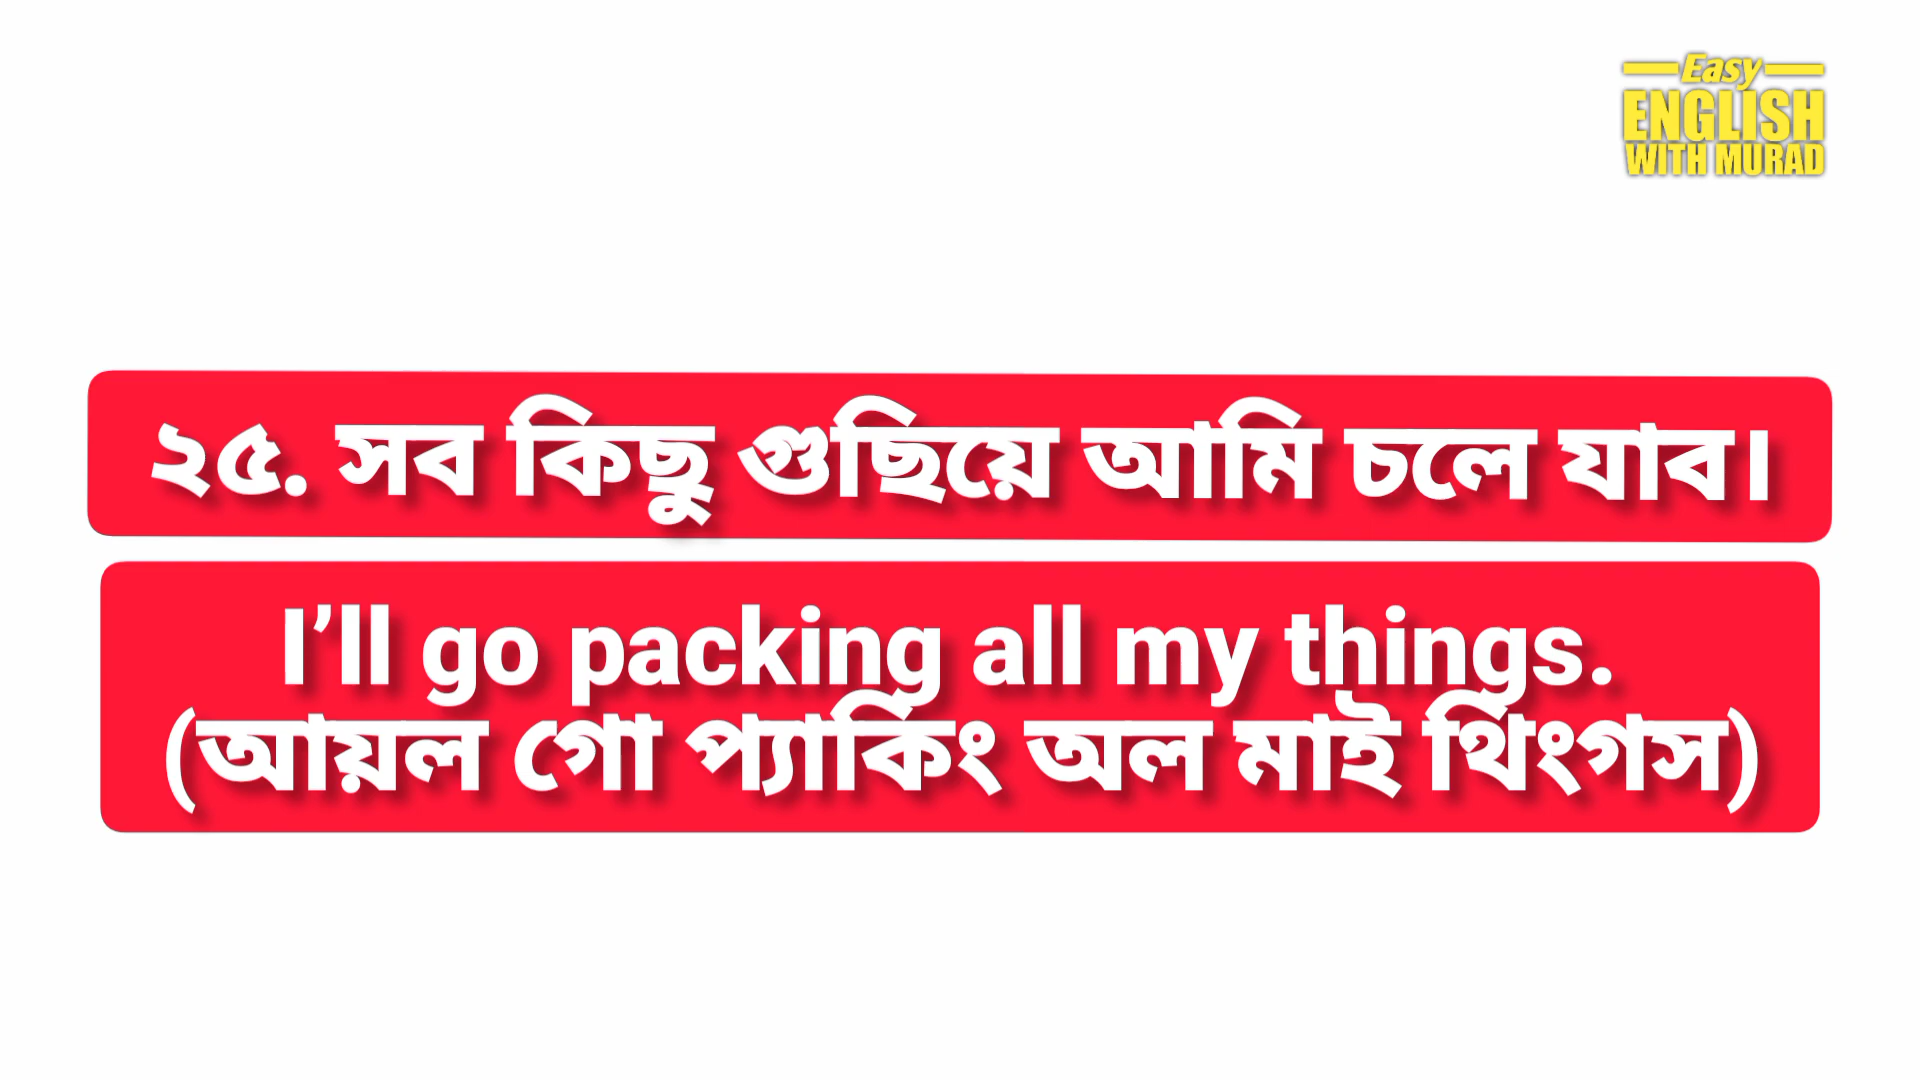 Easy
ENGLISH
WITH MURAD
২৫. সব কিছু গুছিয়ে আমি চলে যাব।
I’ll go packing all my things.
(আয়ল গো প্যাকিং অল মাই থিংগস)